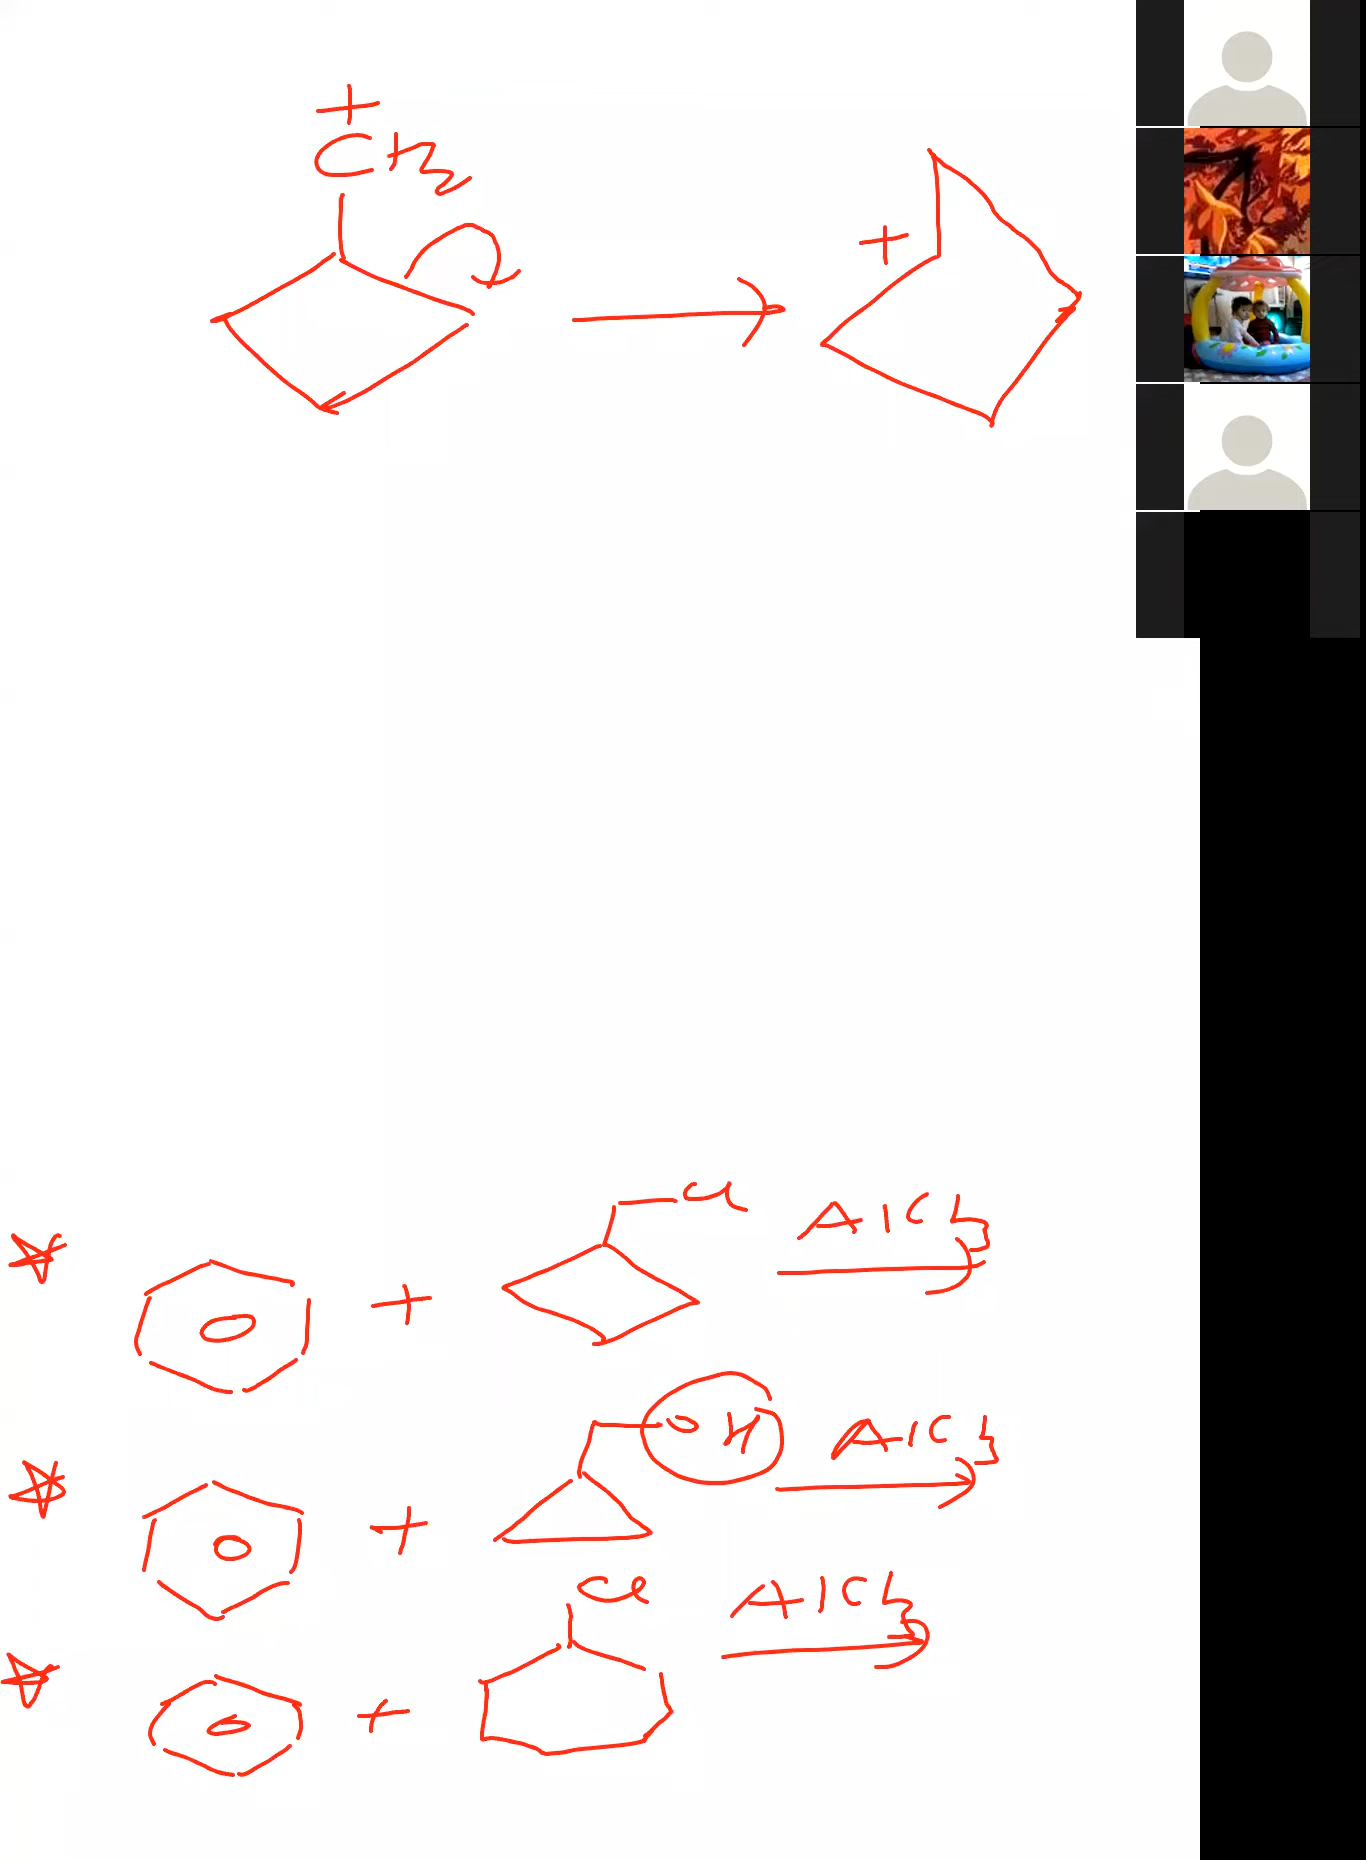 +
CH2
+
+ Cl AlCl3
+ OH AlCl3
+ Cl AlCl3